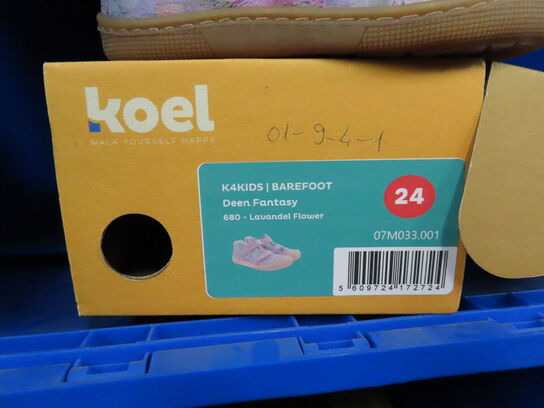 koel
WALK YOURSELF HAPPY
01-9-4-1
K4KIDS | BAREFOOT
Deen Fantasy
680 - Lavandel Flower
24
07M033.001
5 609724 172724